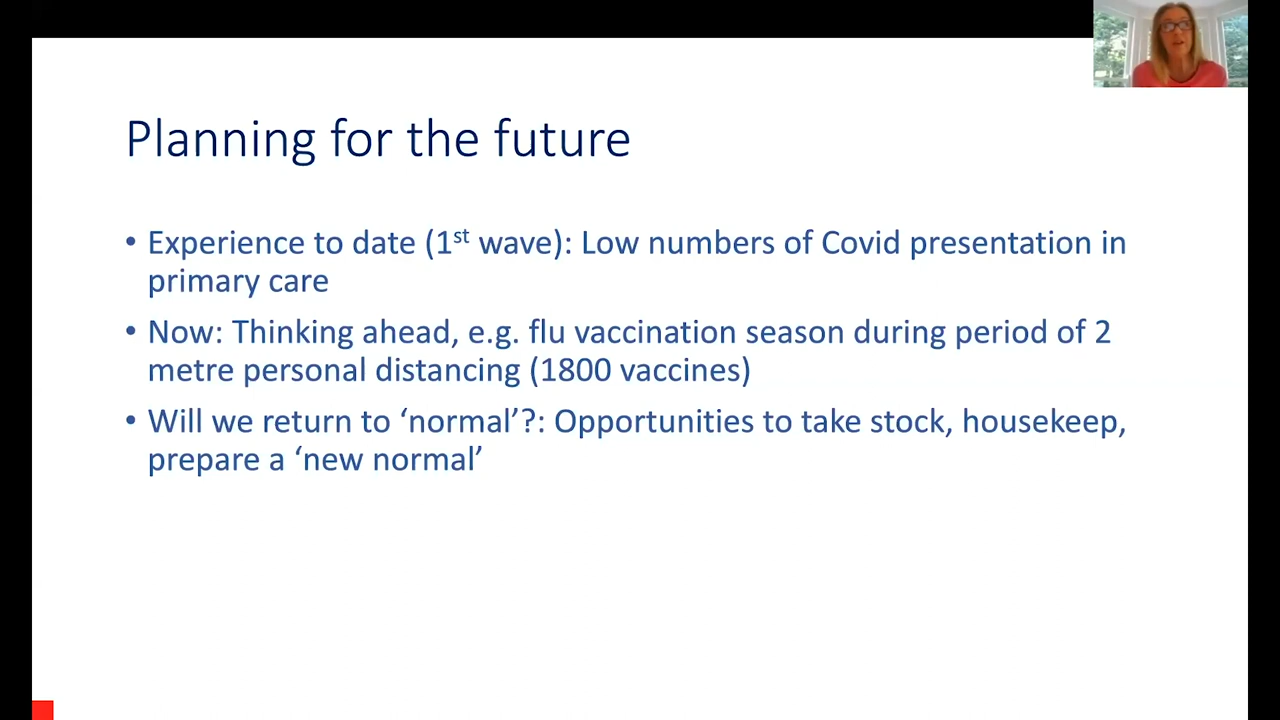 Planning for the future
• Experience to date (1st wave): Low numbers of Covid presentation in
primary care
• Now: Thinking ahead, e.g. flu vaccination season during period of 2
metre personal distancing (1800 vaccines)
• Will we return to ‘normal’?: Opportunities to take stock, housekeep,
prepare a ‘new normal’